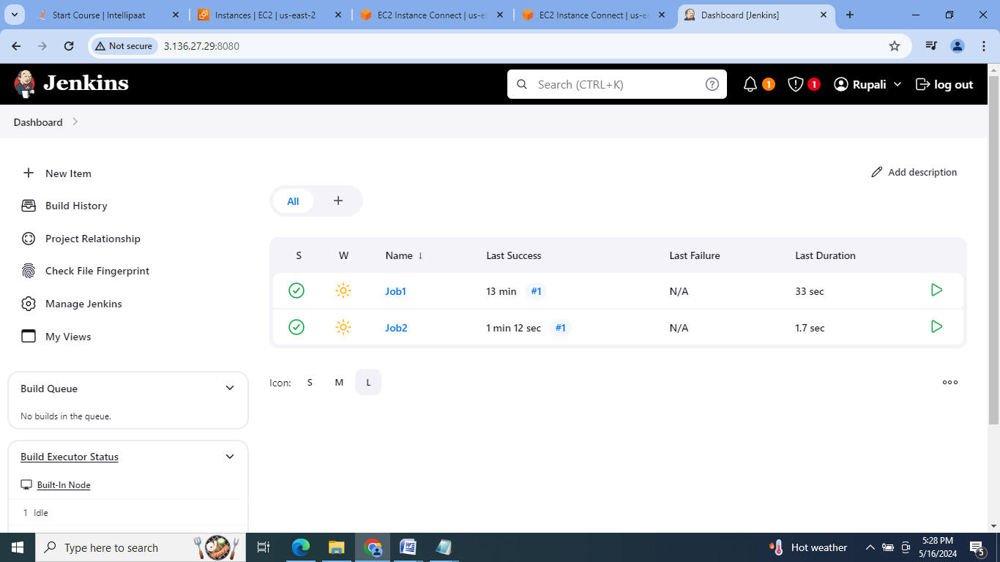 Start Course | Intellipaat
Instances | EC2 | us-east-2
EC2 Instance Connect | us-ea
EC2 Instance Connect | us-ea
Dashboard [Jenkins]
Not secure
3.136.27.29:8080
Jenkins
Search (CTRL+K)
1
1
Rupali
log out
Dashboard
New Item
Build History
Project Relationship
Check File Fingerprint
Manage Jenkins
My Views
Build Queue
No builds in the queue.
Build Executor Status
Built-In Node
1 Idle
Add description
All +
S W Name ↓ Last Success Last Failure Last Duration
Job1 13 min #1 N/A 33 sec
Job2 1 min 12 sec #1 N/A 1.7 sec
Icon: S M L
Type here to search
Hot weather
5:28 PM
5/16/2024
5